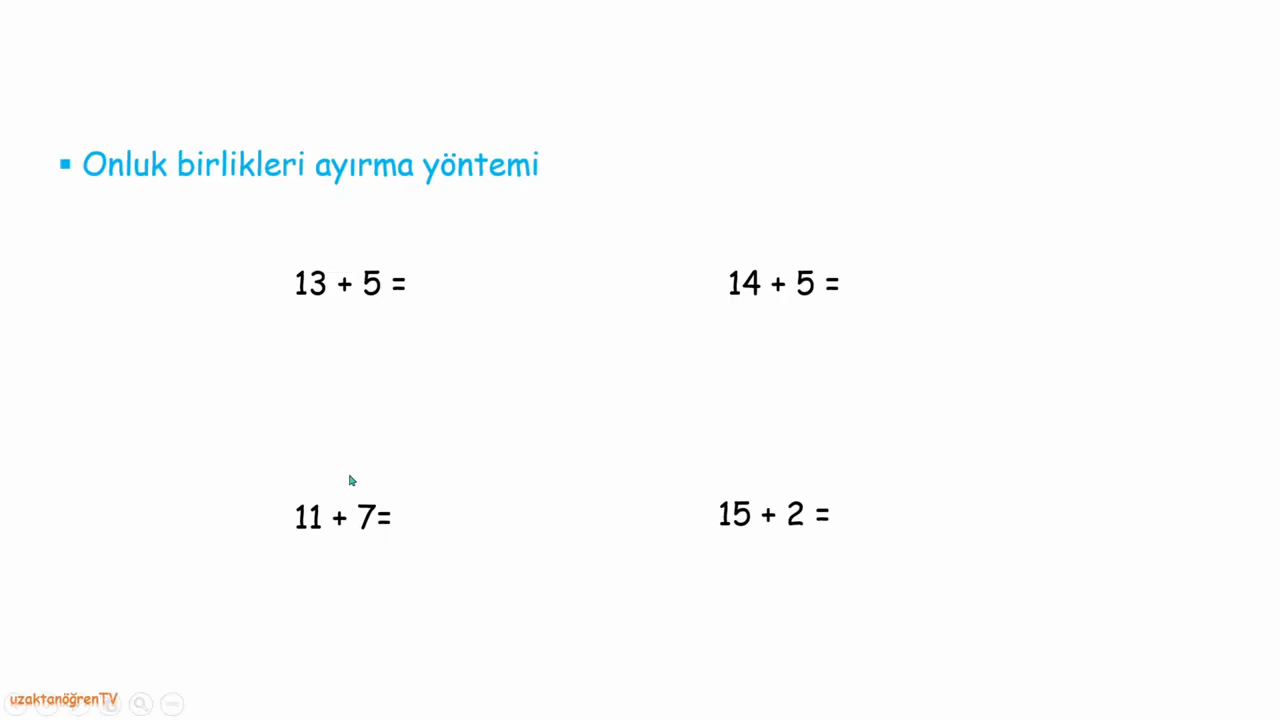 ▪ Onluk birlikleri ayırma yöntemi
13 + 5 =
14 + 5 =
11 + 7=
15 + 2 =
uzaktanöğrenTV